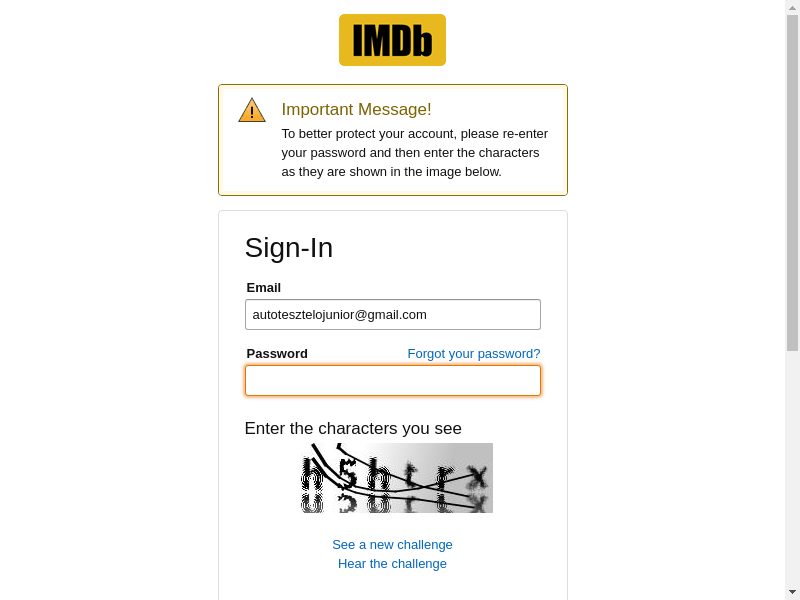 IMDb
Important Message!
To better protect your account, please re-enter
your password and then enter the characters
as they are shown in the image below.
Sign-In
Email
autotesztelojunior@gmail.com
Password
Forgot your password?
Enter the characters you see
See a new challenge
Hear the challenge